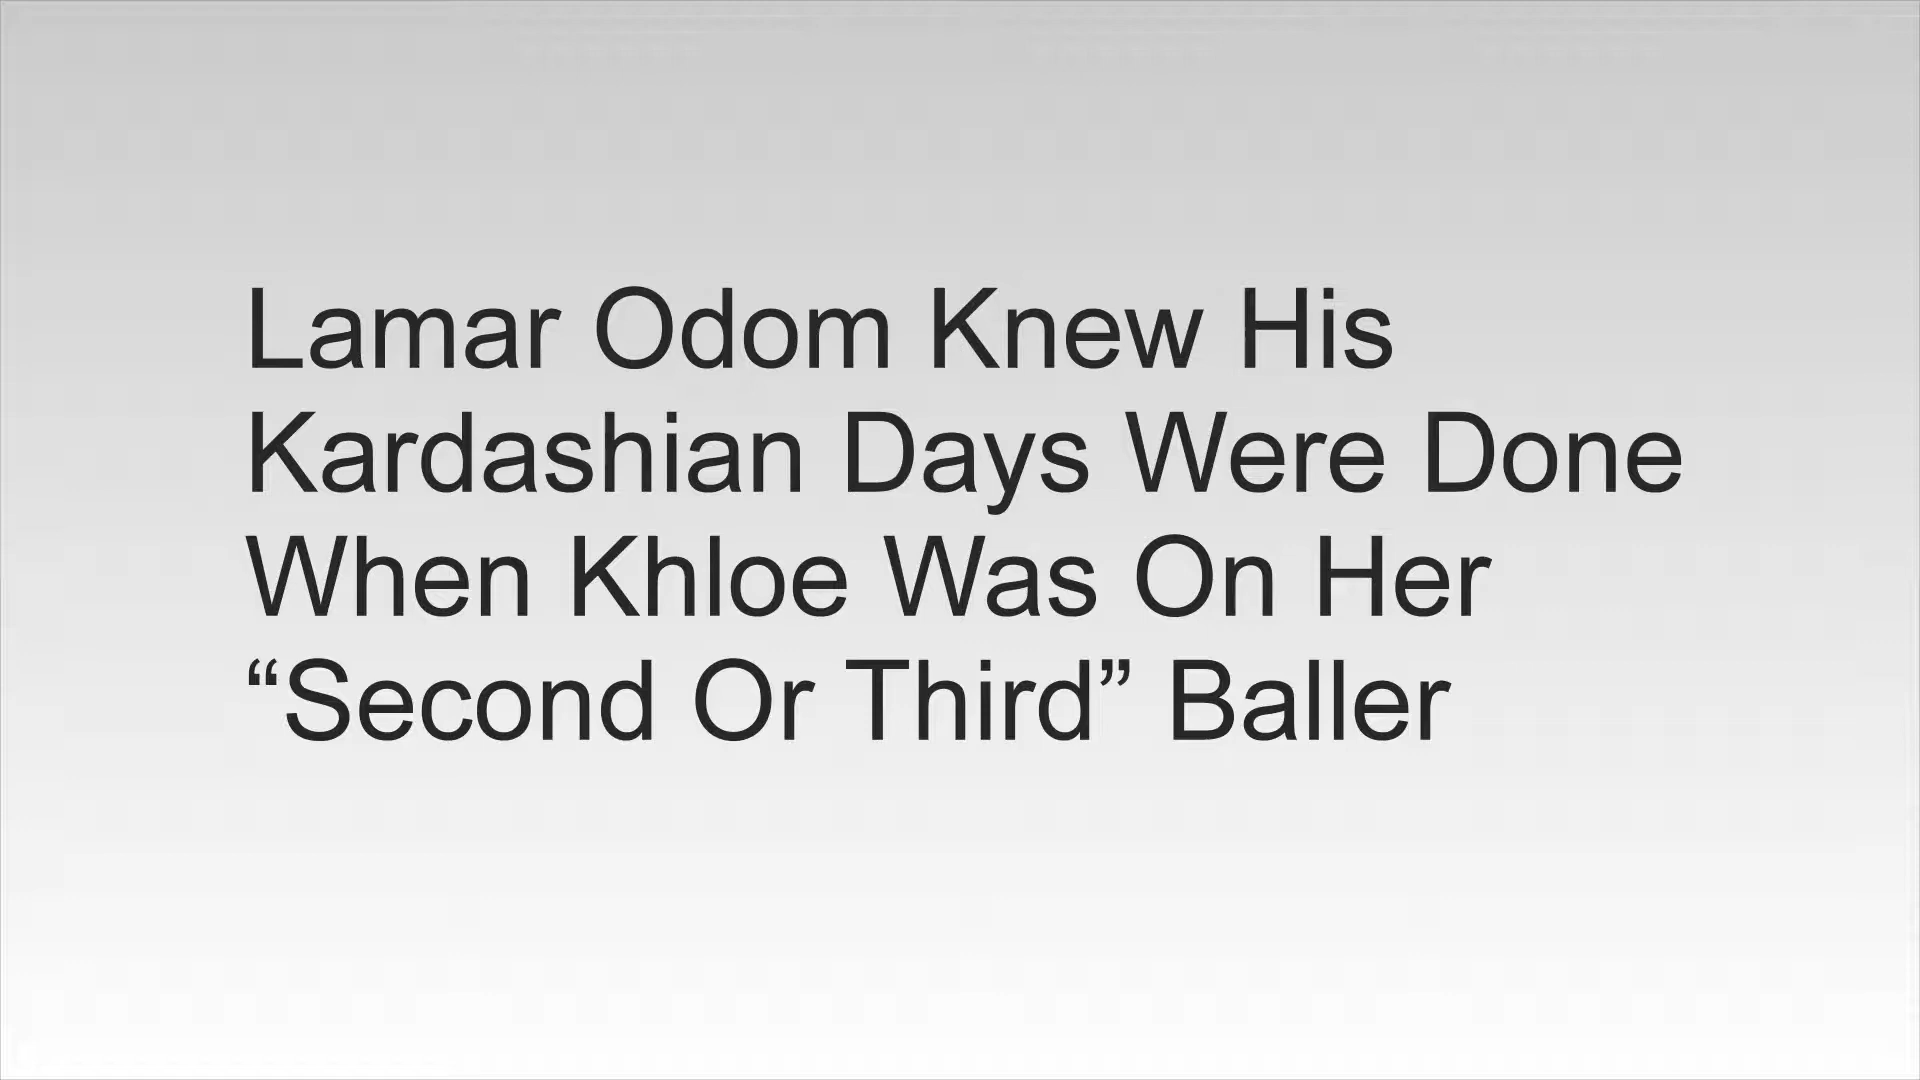 Lamar Odom Knew His
Kardashian Days Were Done
When Khloe Was On Her
“Second Or Third” Baller